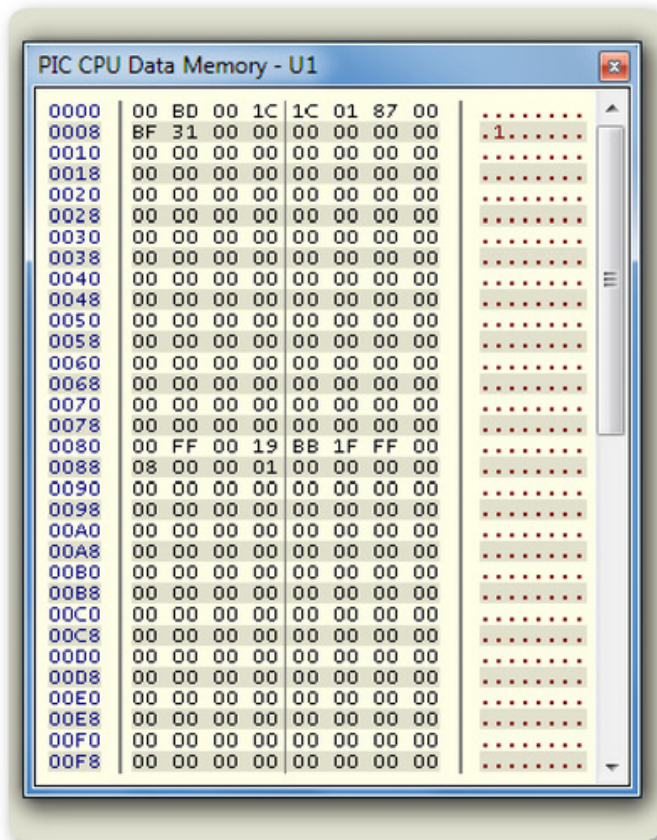 PIC CPU Data Memory - U1
0000 00 BD 00 1C 1C 01 87 00 ........
0008 BF 31 00 00 00 00 00 00 .1......
0010 00 00 00 00 00 00 00 00 ........
0018 00 00 00 00 00 00 00 00 ........
0020 00 00 00 00 00 00 00 00 ........
0028 00 00 00 00 00 00 00 00 ........
0030 00 00 00 00 00 00 00 00 ........
0038 00 00 00 00 00 00 00 00 ........
0040 00 00 00 00 00 00 00 00 ........
0048 00 00 00 00 00 00 00 00 ........
0050 00 00 00 00 00 00 00 00 ........
0058 00 00 00 00 00 00 00 00 ........
0060 00 00 00 00 00 00 00 00 ........
0068 00 00 00 00 00 00 00 00 ........
0070 00 00 00 00 00 00 00 00 ........
0078 00 00 00 00 00 00 00 00 ........
0080 00 FF 00 19 BB 1F FF 00 ........
0088 08 00 00 01 00 00 00 00 ........
0090 00 00 00 00 00 00 00 00 ........
0098 00 00 00 00 00 00 00 00 ........
00A0 00 00 00 00 00 00 00 00 ........
00A8 00 00 00 00 00 00 00 00 ........
00B0 00 00 00 00 00 00 00 00 ........
00B8 00 00 00 00 00 00 00 00 ........
00C0 00 00 00 00 00 00 00 00 ........
00C8 00 00 00 00 00 00 00 00 ........
00D0 00 00 00 00 00 00 00 00 ........
00D8 00 00 00 00 00 00 00 00 ........
00E0 00 00 00 00 00 00 00 00 ........
00E8 00 00 00 00 00 00 00 00 ........
00F0 00 00 00 00 00 00 00 00 ........
00F8 00 00 00 00 00 00 00 00 ........